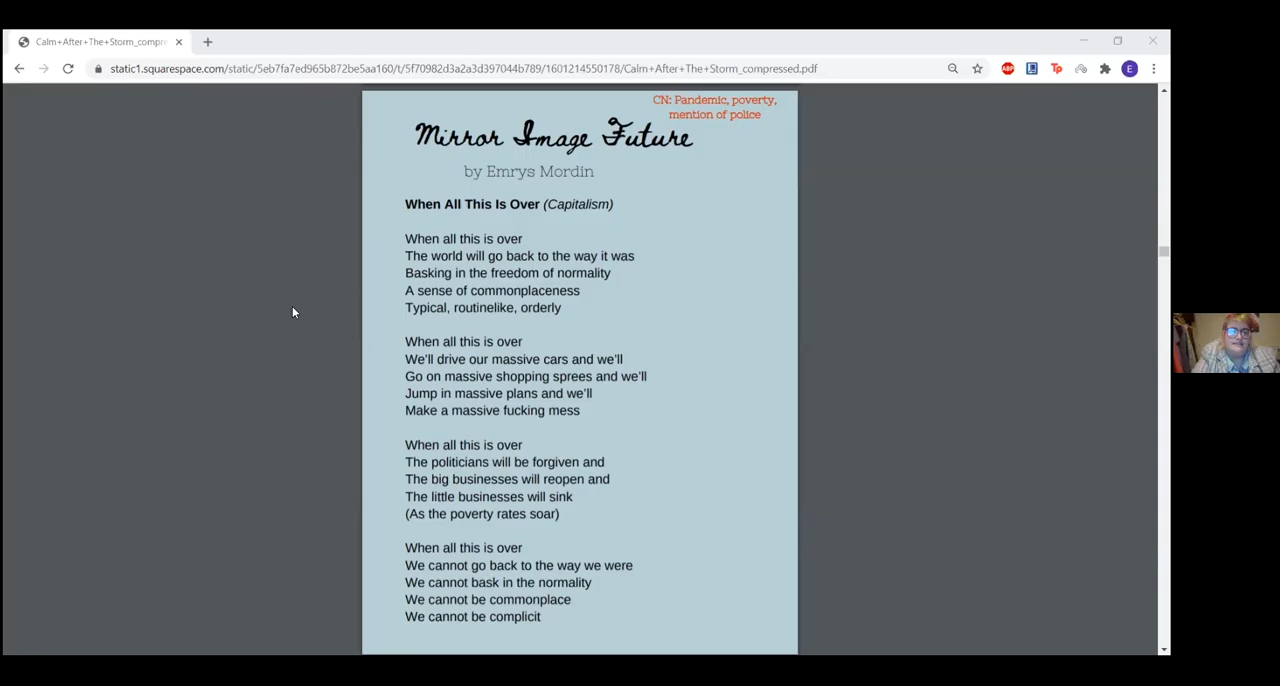 Calm+After+The+Storm_compre
static1.squarespace.com/static/5eb7fa7ed965b872be5aa160/t/5f70982d3a2a3d397044b789/1601214550178/Calm+After+The+Storm_compressed.pdf
ABP
Tp
E
CN: Pandemic, poverty,
mention of police
Mirror Image Future
by Emrys Mordin
When All This Is Over (Capitalism)
When all this is over
The world will go back to the way it was
Basking in the freedom of normality
A sense of commonplaceness
Typical, routinelike, orderly
When all this is over
We'll drive our massive cars and we'll
Go on massive shopping sprees and we'll
Jump in massive plans and we'll
Make a massive fucking mess
When all this is over
The politicians will be forgiven and
The big businesses will reopen and
The little businesses will sink
(As the poverty rates soar)
When all this is over
We cannot go back to the way we were
We cannot bask in the normality
We cannot be commonplace
We cannot be complicit